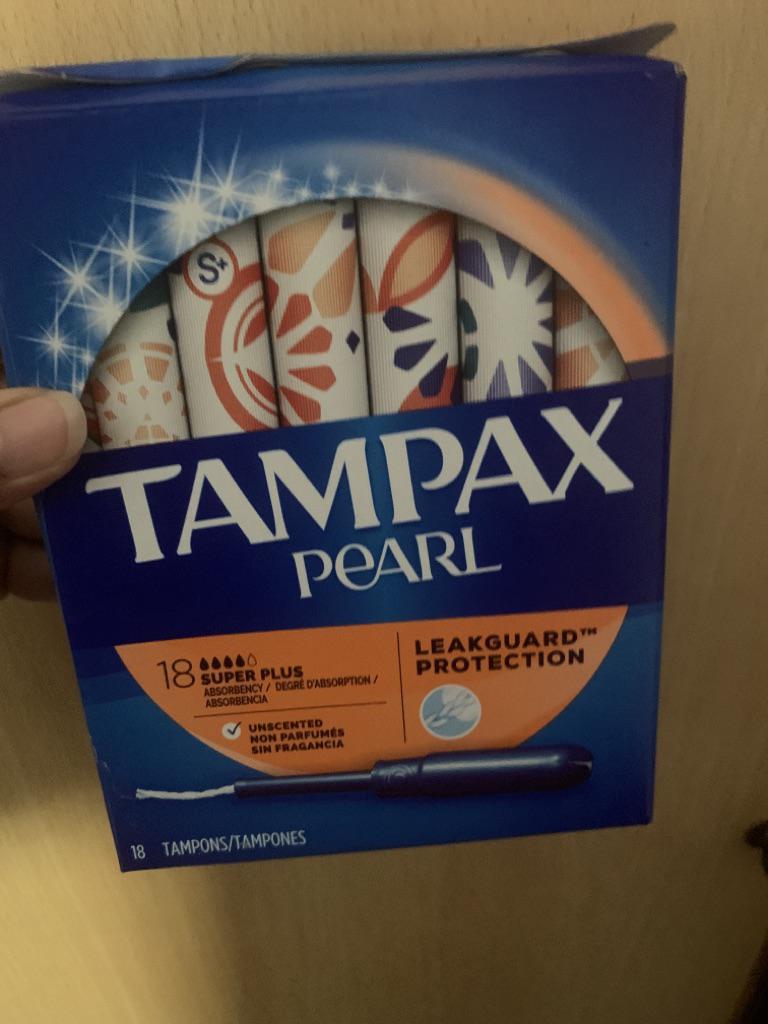 S+
TAMPAX
PEARL
18
SUPER PLUS
ABSORBENCY / DEGRÉ D'ABSORPTION /
ABSORBENCIA
UNSCENTED
NON PARFUMÉS
SIN FRAGANCIA
LEAKGUARD™
PROTECTION
18 TAMPONS/TAMPONES